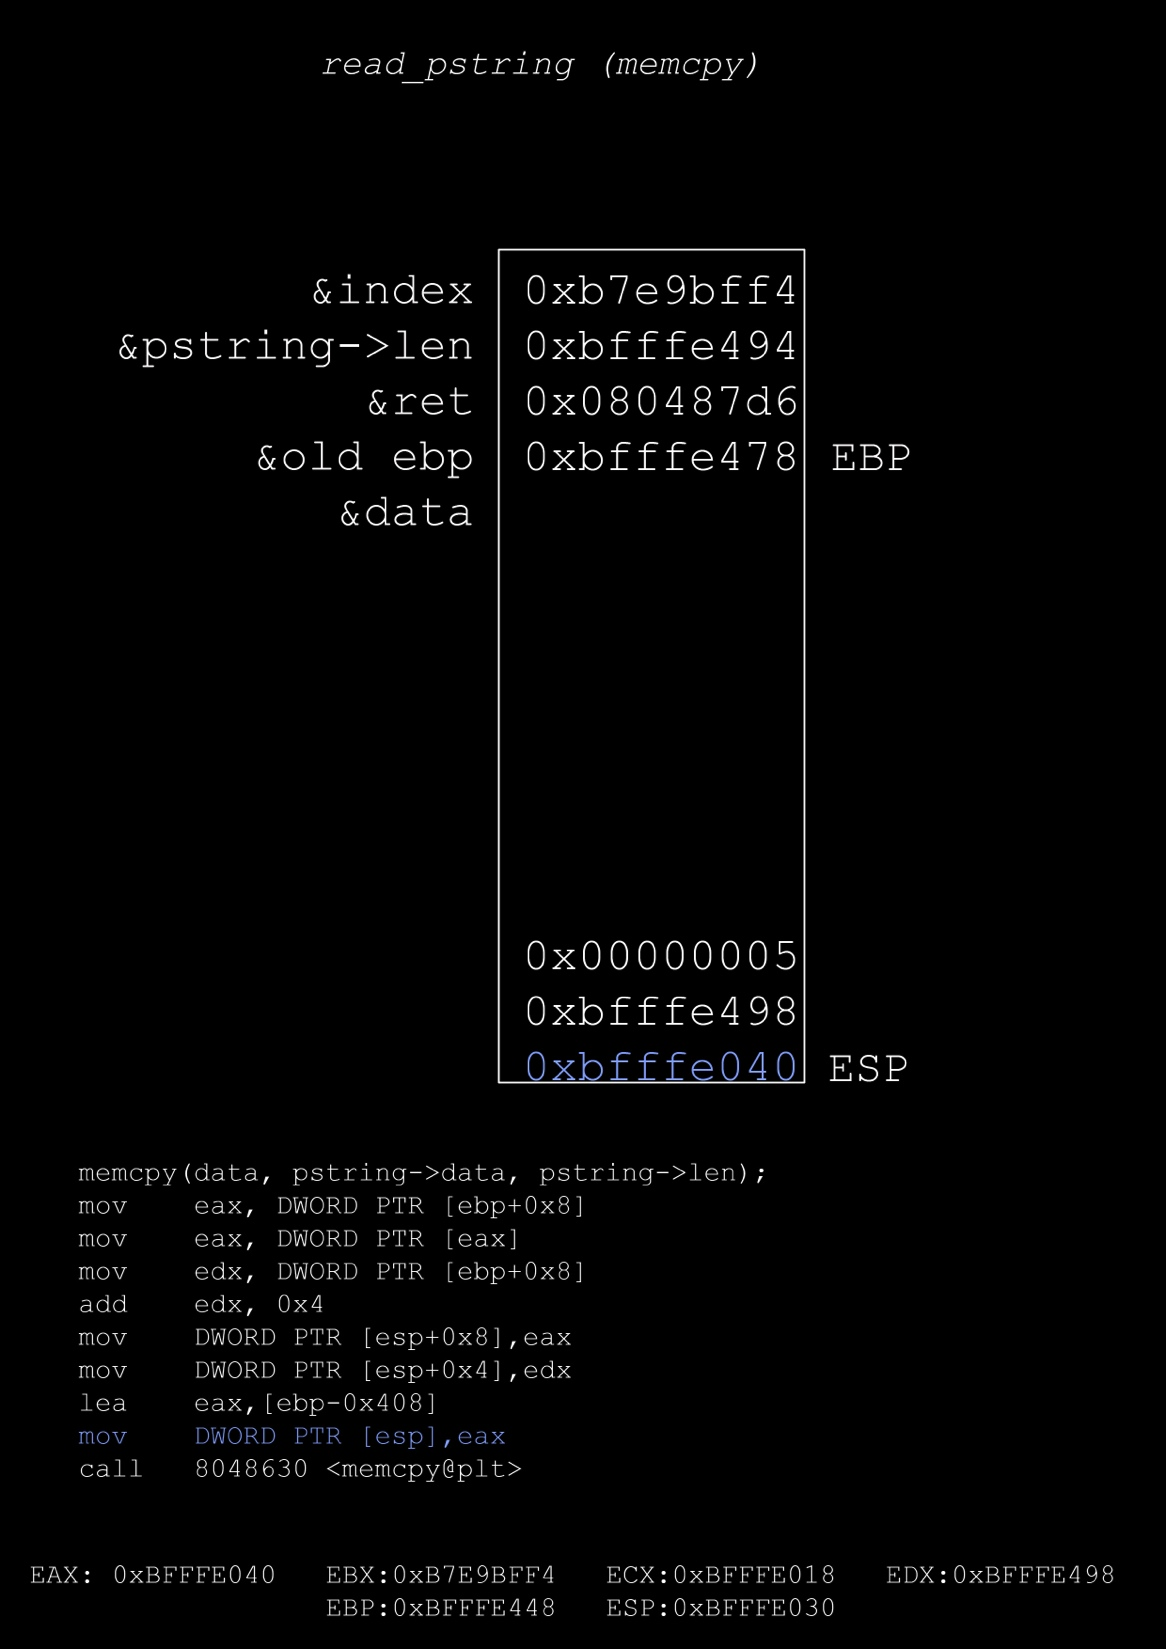 read_pstring (memcpy)
&index 0xb7e9bff4
&pstring->len 0xbfffe494
&ret 0x080487d6
&old ebp 0xbfffe478 EBP
&data
0x00000005
0xbfffe498
0xbfffe040 ESP
memcpy(data, pstring->data, pstring->len);
mov eax, DWORD PTR [ebp+0x8]
mov eax, DWORD PTR [eax]
mov edx, DWORD PTR [ebp+0x8]
add edx, 0x4
mov DWORD PTR [esp+0x8],eax
mov DWORD PTR [esp+0x4],edx
lea eax,[ebp-0x408]
mov DWORD PTR [esp],eax
call 8048630 <memcpy@plt>
EAX: 0xBFFFE040 EBX:0xB7E9BFF4 ECX:0xBFFFE018 EDX:0xBFFFE498
EBP:0xBFFFE448 ESP:0xBFFFE030